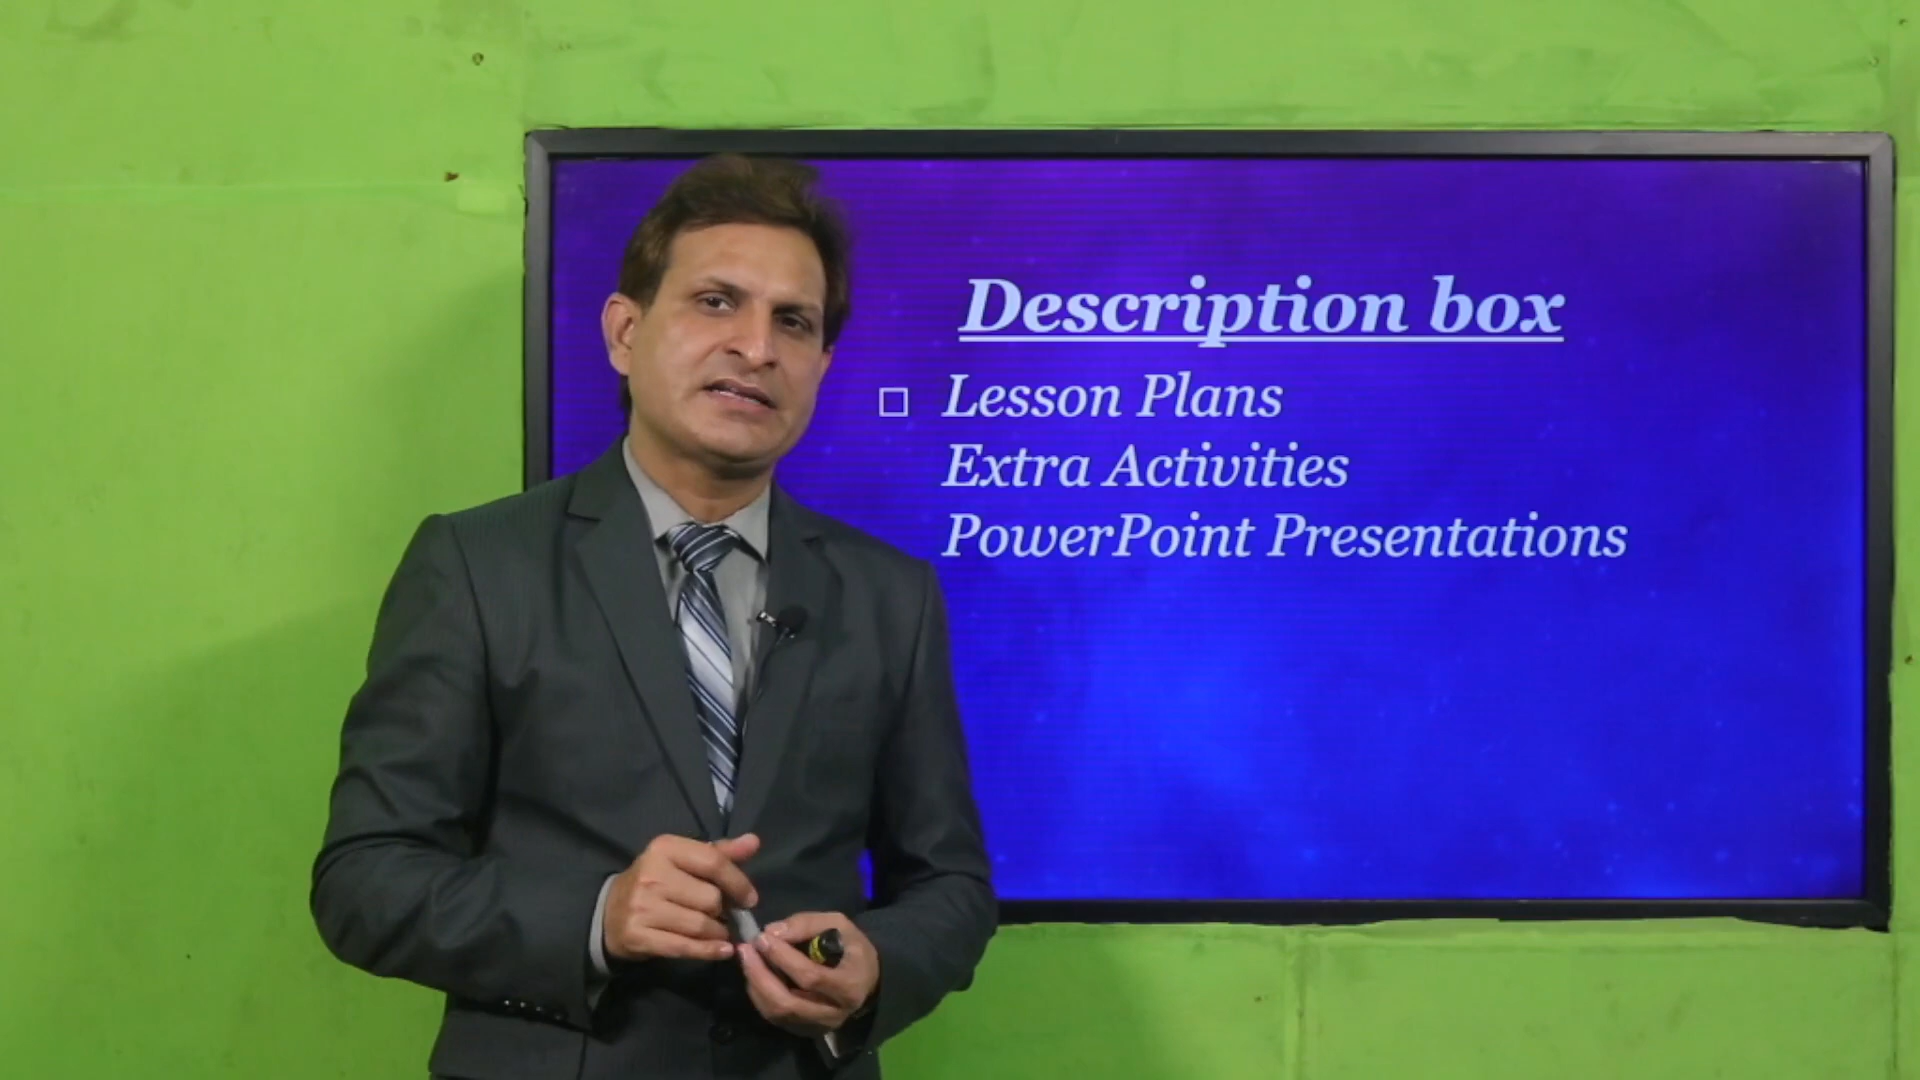 Description box
Lesson Plans
Extra Activities
PowerPoint Presentations